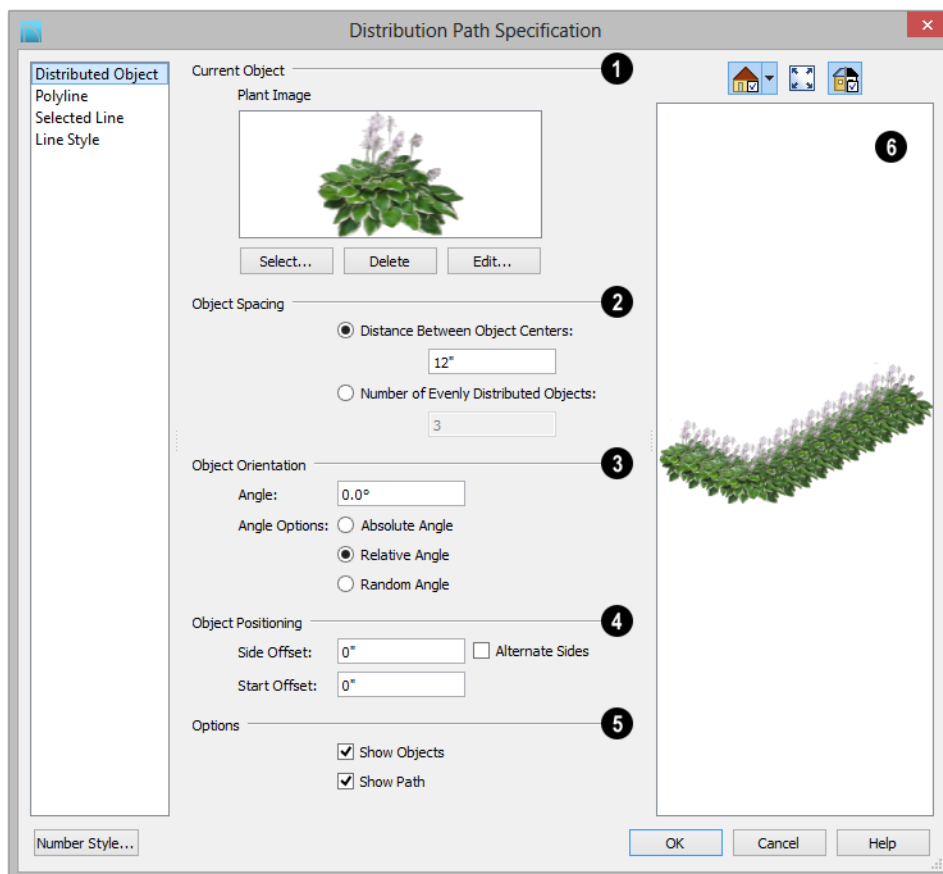 Distribution Path Specification
Distributed Object
Polyline
Selected Line
Line Style
Current Object 1
Plant Image
Select... Delete Edit...
Object Spacing 2
Distance Between Object Centers:
12"
Number of Evenly Distributed Objects:
3
Object Orientation 3
Angle: 0.0°
Angle Options: Absolute Angle
Relative Angle
Random Angle
Object Positioning 4
Side Offset: 0" Alternate Sides
Start Offset: 0"
Options 5
Show Objects
Show Path
6
Number Style... OK Cancel Help